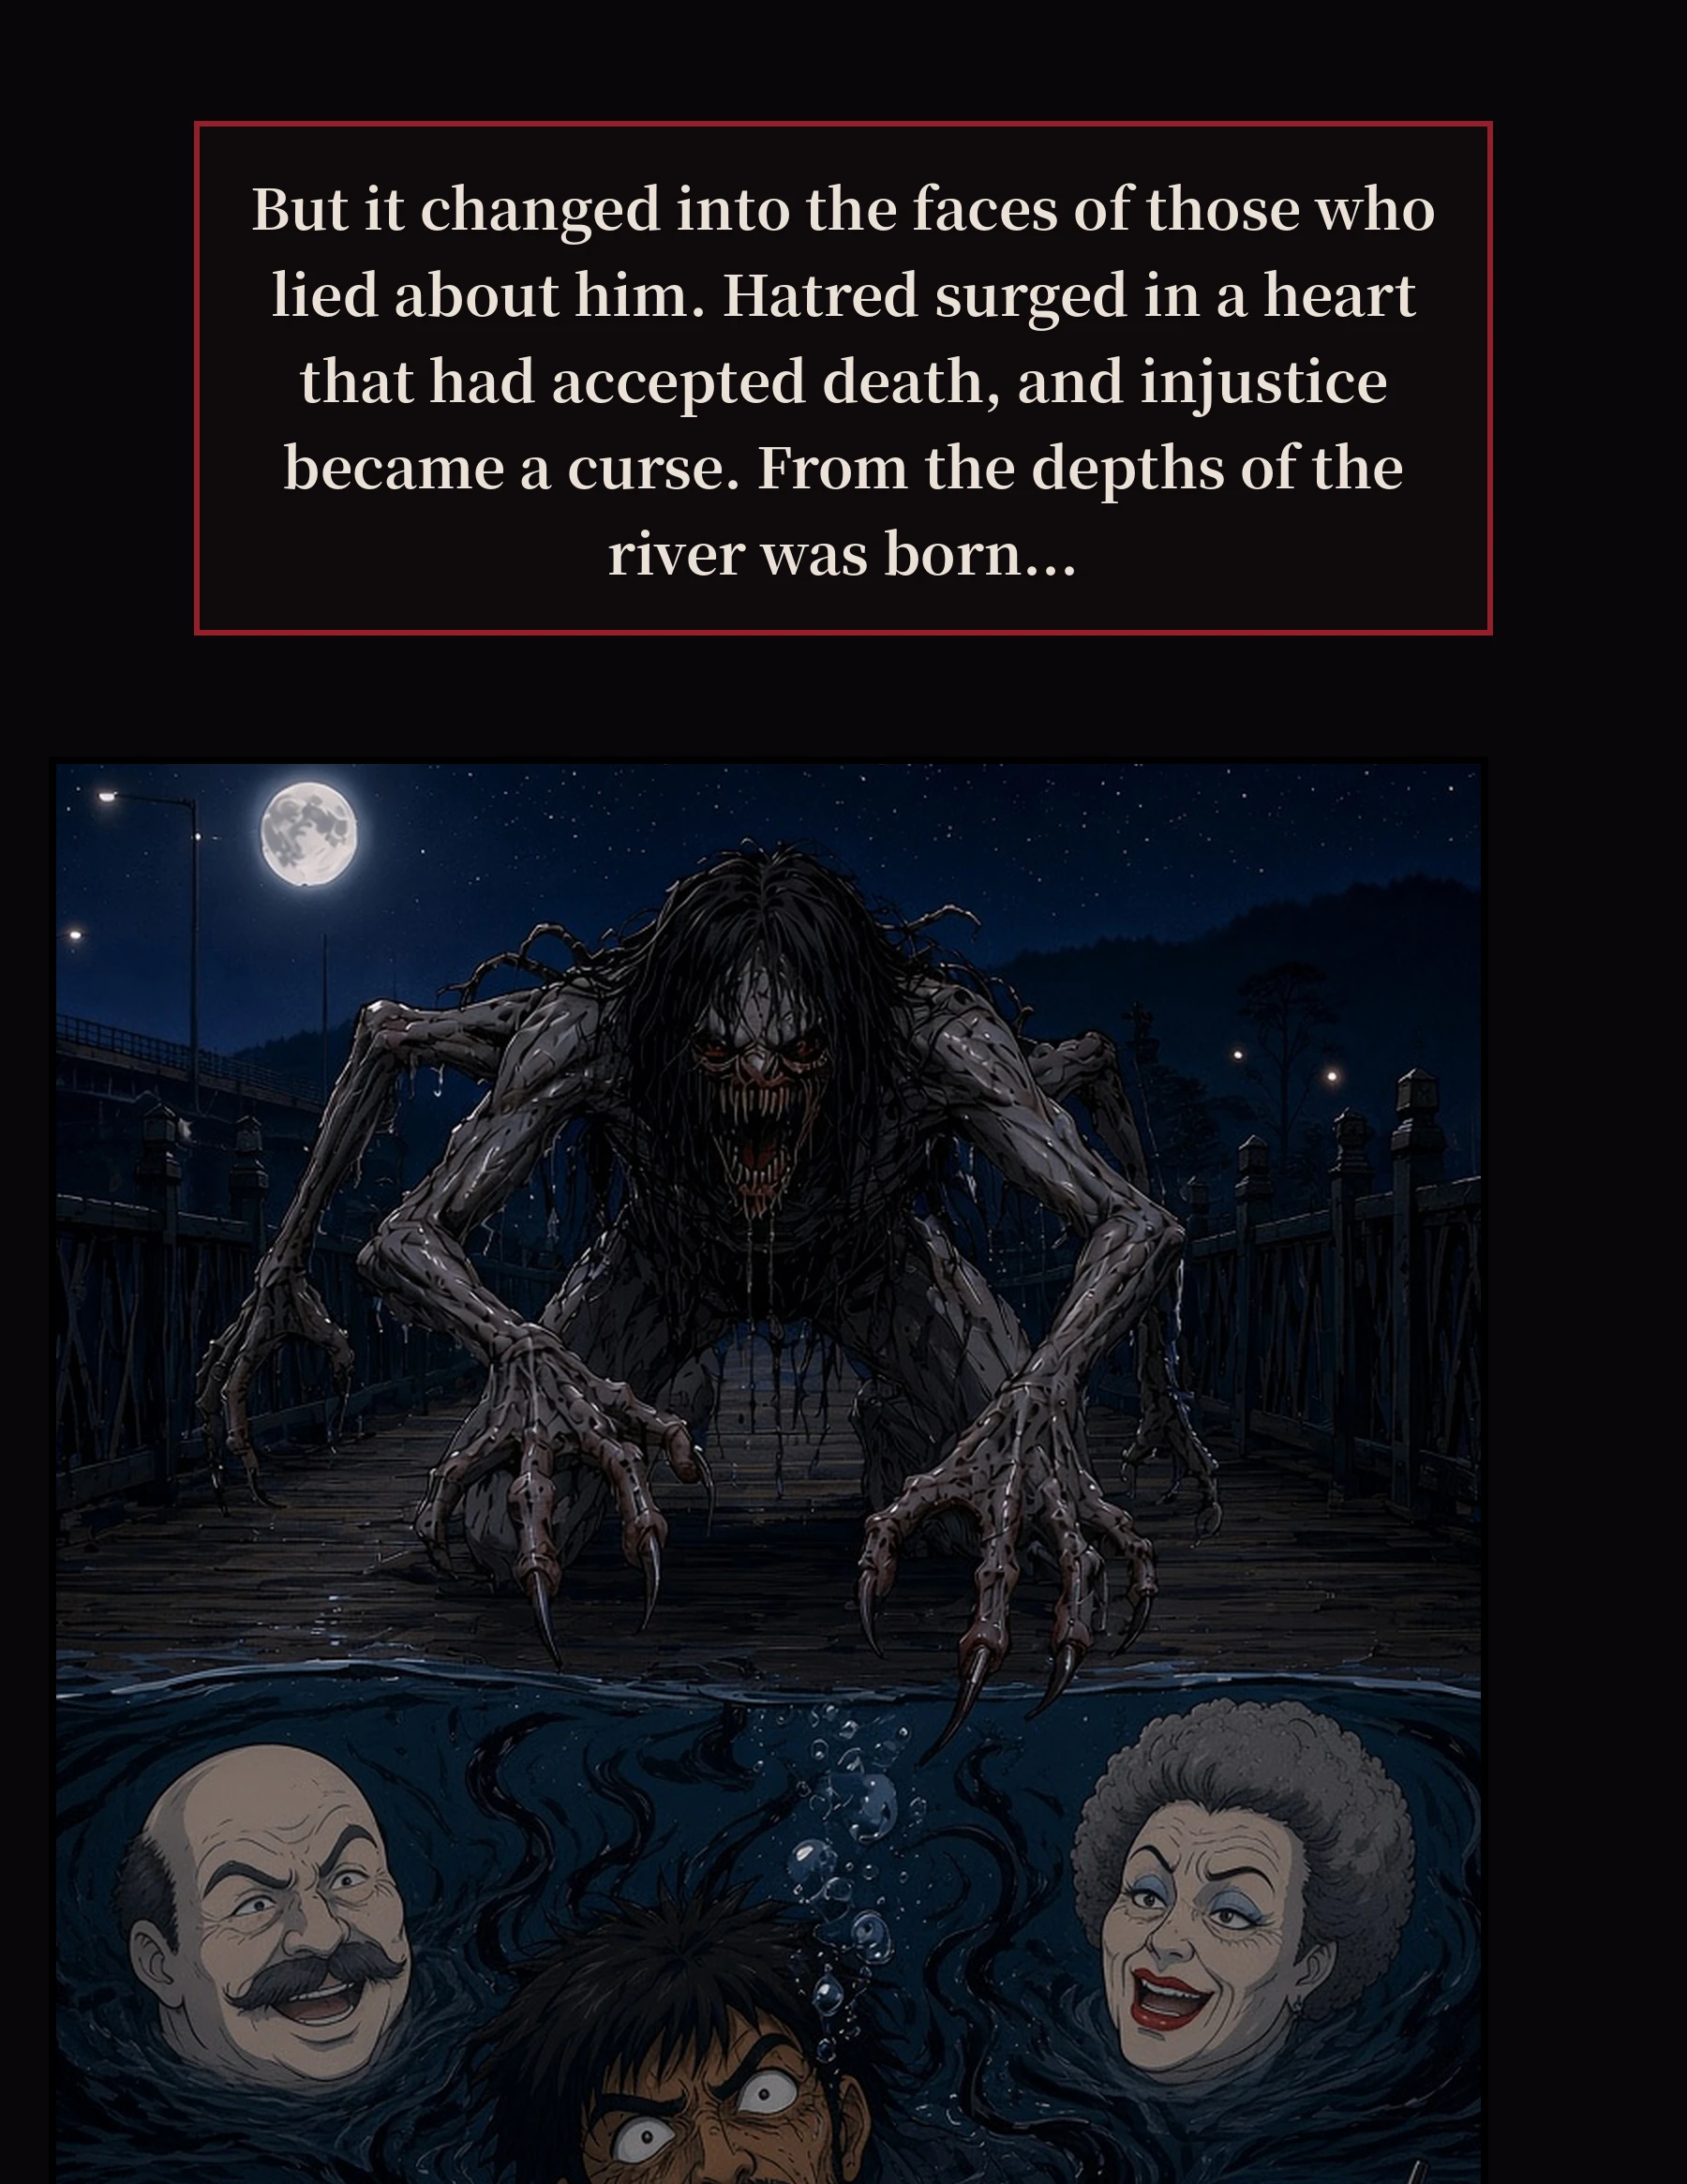 But it changed into the faces of those who
lied about him. Hatred surged in a heart
that had accepted death, and injustice
became a curse. From the depths of the
river was born...